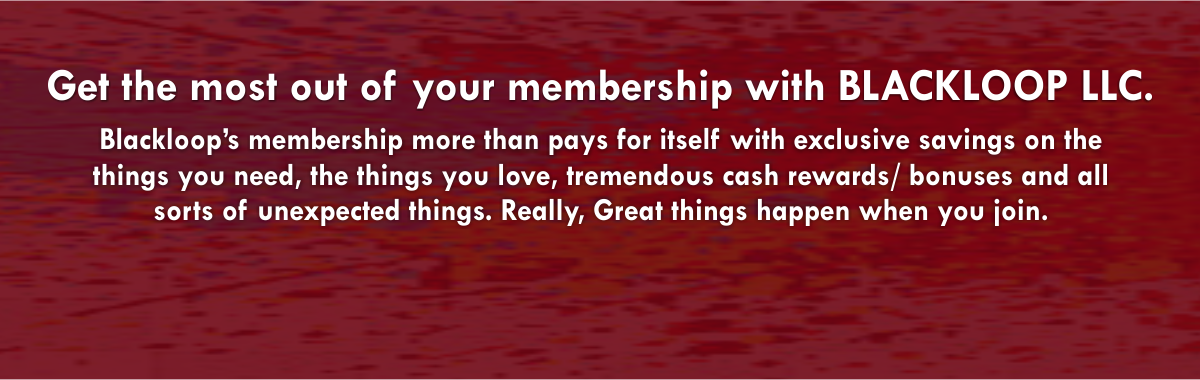 Get the most out of your membership with BLACKLOOP LLC.
Blackloop’s membership more than pays for itself with exclusive savings on the
things you need, the things you love, tremendous cash rewards/ bonuses and all
sorts of unexpected things. Really, Great things happen when you join.